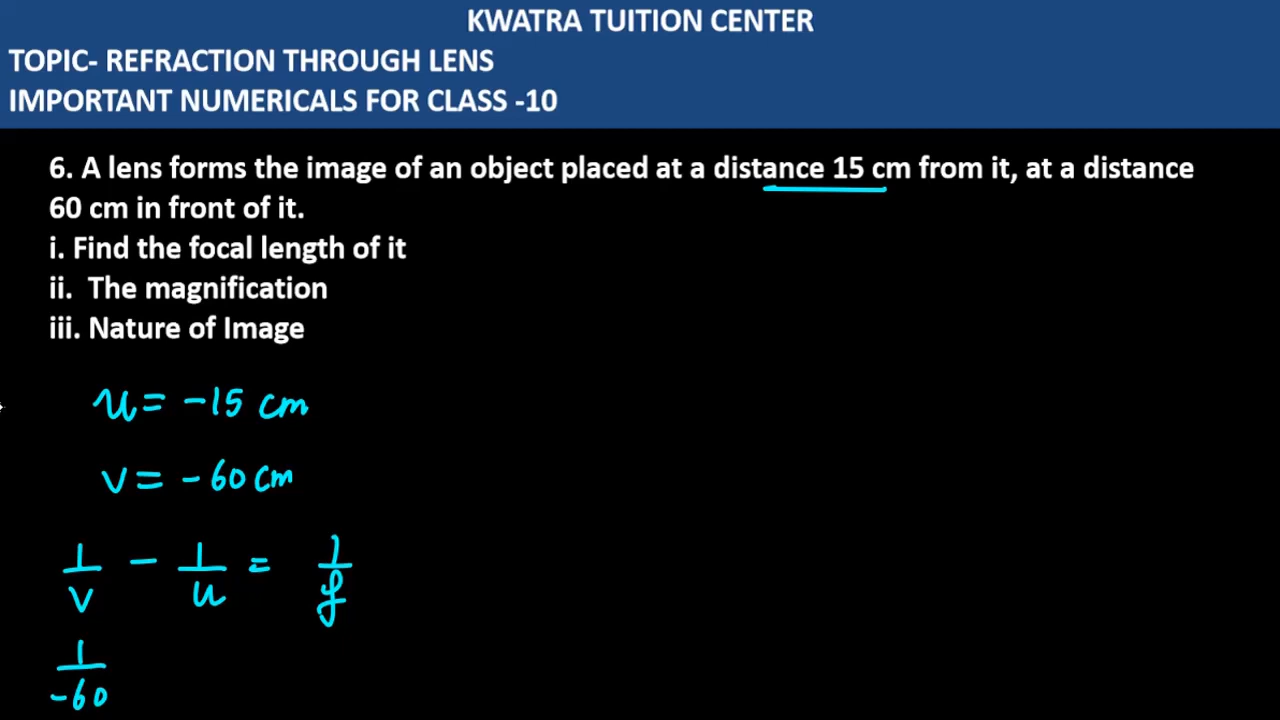 KWATRA TUITION CENTER
TOPIC- REFRACTION THROUGH LENS
IMPORTANT NUMERICALS FOR CLASS -10
6. A lens forms the image of an object placed at a distance 15 cm from it, at a distance
60 cm in front of it.
i. Find the focal length of it
ii. The magnification
iii. Nature of Image
u = -15 cm
v = - 60 cm
1/v - 1/u = 1/f
1/-60